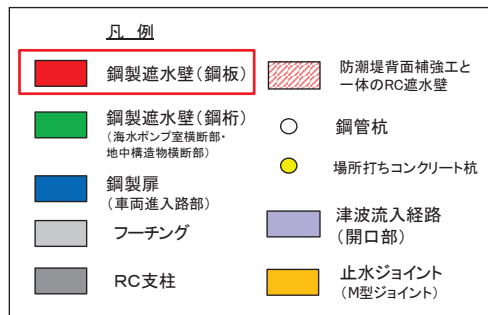 凡 例
鋼製遮水壁(鋼板)
鋼製遮水壁(鋼桁)
(海水ポンプ室横断部・
地中構造物横断部)
鋼製扉
(車両進入路部)
フーチング
RC支柱
防潮堤背面補強工と
一体のRC遮水壁
鋼管杭
場所打ちコンクリート杭
津波流入経路
(開口部)
止水ジョイント
(M型ジョイント)